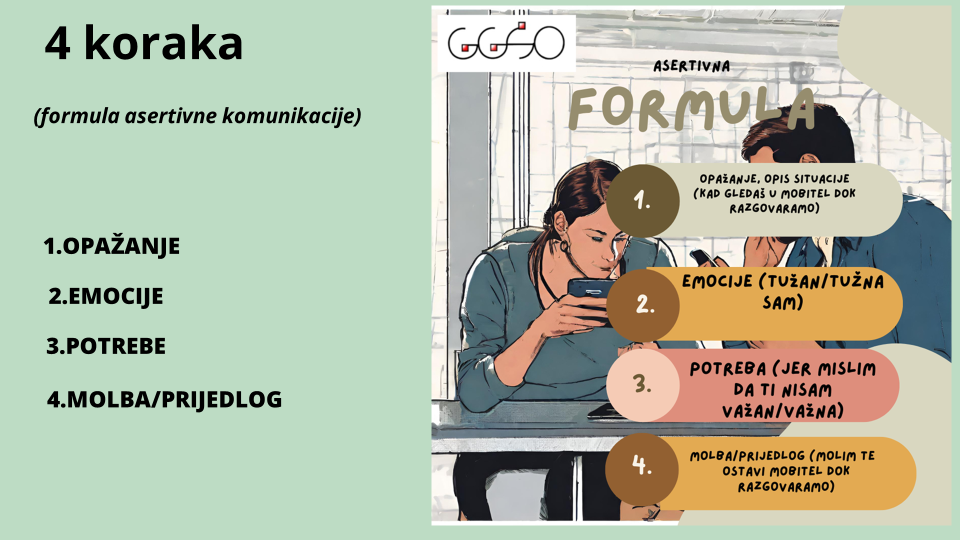 4 koraka
(formula asertivne komunikacije)
1.OPAŽANJE
2.EMOCIJE
3.POTREBE
4.MOLBA/PRIJEDLOG
GGŠO
ASERTIVNA
FORMULA
1.
OPAŽANJE, OPIS SITUACIJE
(KAD GLEDAŠ U MOBITEL DOK
RAZGOVARAMO)
2.
EMOCIJE (TUŽAN/TUŽNA
SAM)
3.
POTREBA (JER MISLIM
DA TI NISAM
VAŽAN/VAŽNA)
4.
MOLBA/PRIJEDLOG (MOLIM TE
OSTAVI MOBITEL DOK
RAZGOVARAMO)